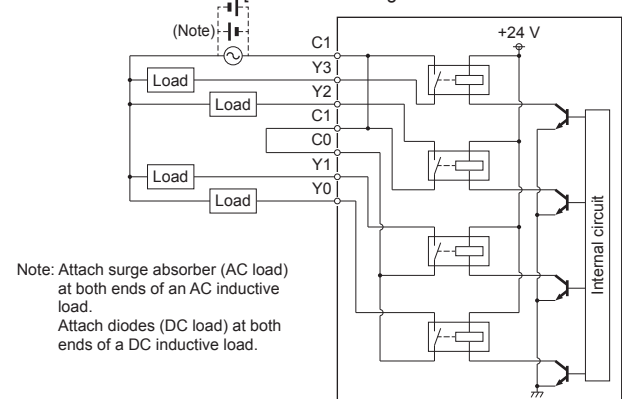 (Note)
C1
Y3
Load
Y2
Load
C1
C0
Y1
Load
Y0
Load
+24 V
Internal circuit
Note: Attach surge absorber (AC load)
at both ends of an AC inductive
load.
Attach diodes (DC load) at both
ends of a DC inductive load.